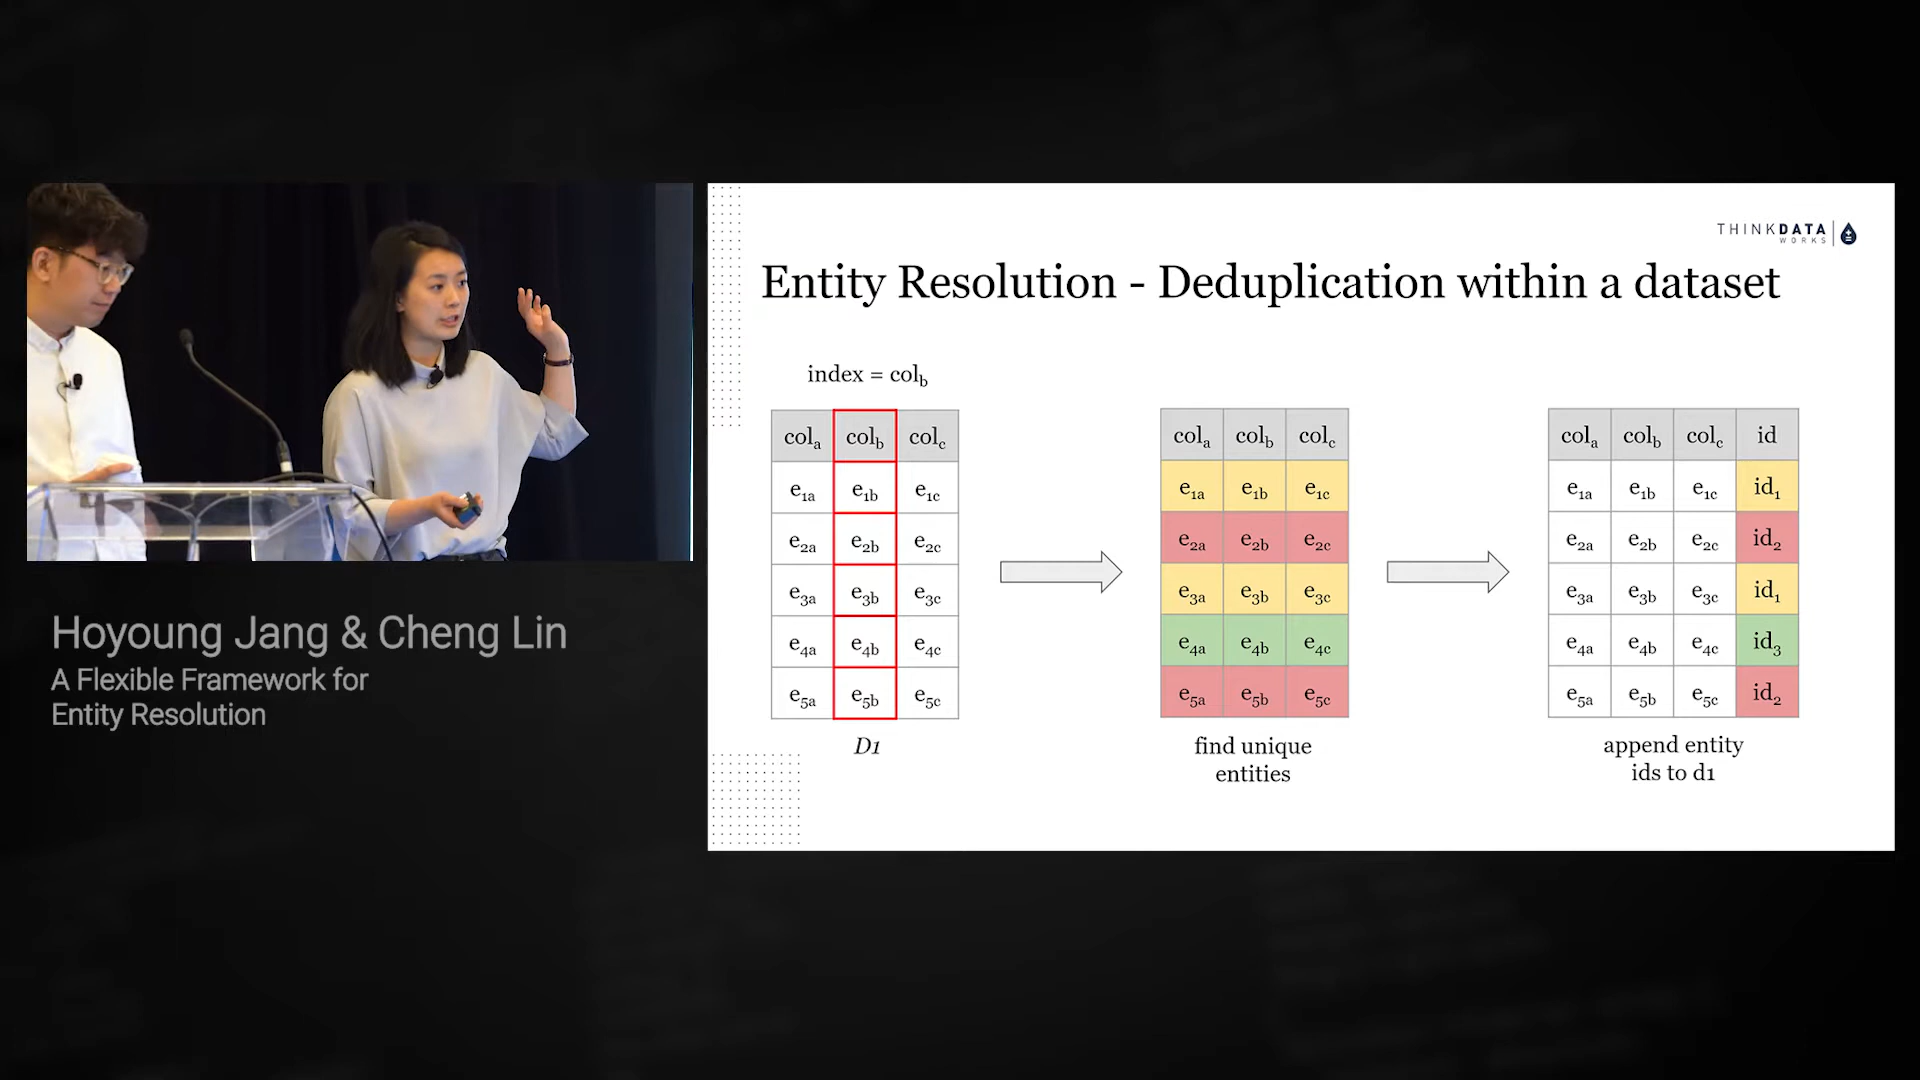 THINKDATA
WORKS
Entity Resolution - Deduplication within a dataset
index = col_b
col_a col_b col_c
e_1a e_1b e_1c
e_2a e_2b e_2c
e_3a e_3b e_3c
e_4a e_4b e_4c
e_5a e_5b e_5c
D1
col_a col_b col_c
e_1a e_1b e_1c
e_2a e_2b e_2c
e_3a e_3b e_3c
e_4a e_4b e_4c
e_5a e_5b e_5c
find unique
entities
col_a col_b col_c id
e_1a e_1b e_1c id_1
e_2a e_2b e_2c id_2
e_3a e_3b e_3c id_1
e_4a e_4b e_4c id_3
e_5a e_5b e_5c id_2
append entity
ids to d1
Hoyoung Jang & Cheng Lin
A Flexible Framework for
Entity Resolution